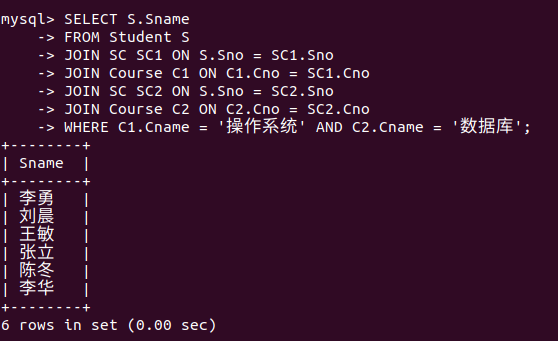 mysql> SELECT S.Sname
    -> FROM Student S
    -> JOIN SC SC1 ON S.Sno = SC1.Sno
    -> JOIN Course C1 ON C1.Cno = SC1.Cno
    -> JOIN SC SC2 ON S.Sno = SC2.Sno
    -> JOIN Course C2 ON C2.Cno = SC2.Cno
    -> WHERE C1.Cname = '操作系统' AND C2.Cname = '数据库';
+--------+
| Sname  |
+--------+
| 李勇   |
| 刘晨   |
| 王敏   |
| 张立   |
| 陈冬   |
| 李华   |
+--------+
6 rows in set (0.00 sec)